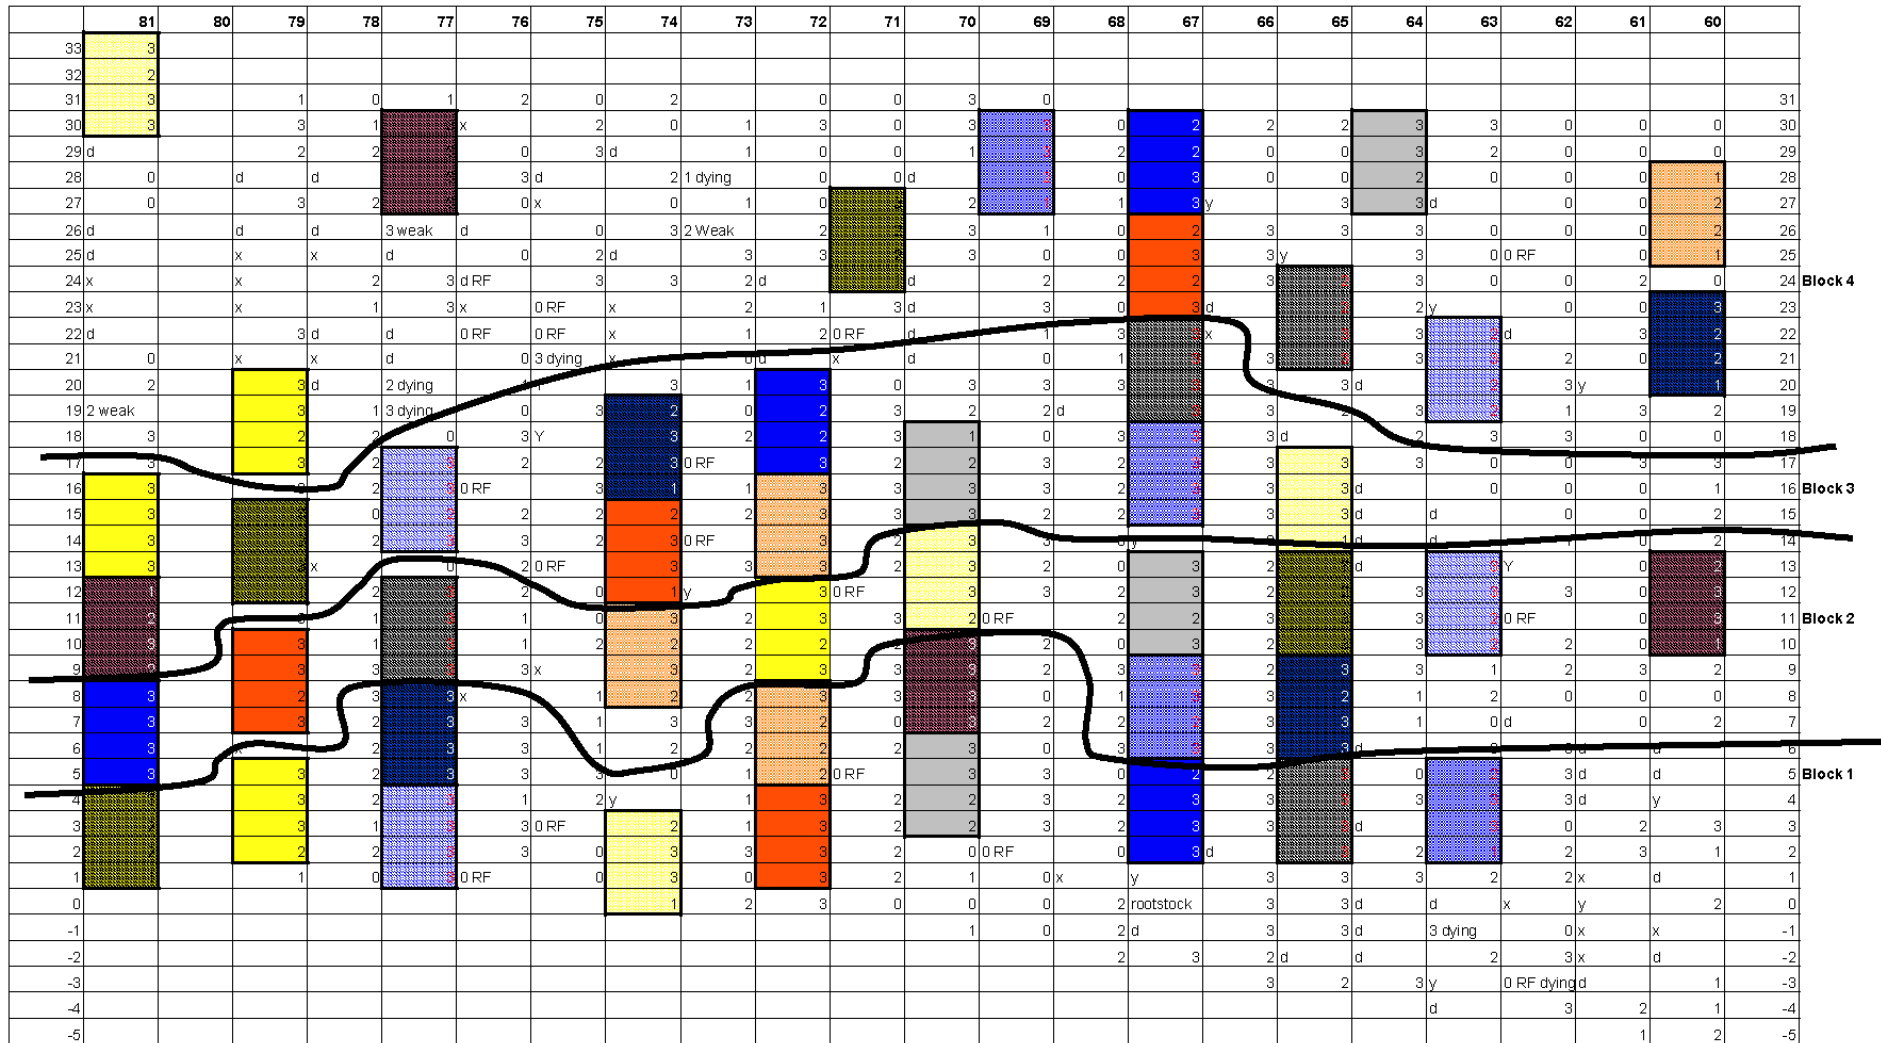 81 80 79 78 77 76 75 74 73 72 71 70 69 68 67 66 65 64 63 62 61 60
33 3
32 2
31 3 1 0 1 2 0 2 0 0 3 0 31
30 3 3 1 x 2 0 1 3 0 3 0 2 2 2 3 3 0 0 0 30
29 d 2 2 0 3 d 1 0 0 1 0 2 0 0 3 2 0 0 0 29
28 0 d d 3 d 2 1 dying 0 0 d 0 3 0 0 2 0 0 0 1 28
27 0 3 2 0 x 0 1 0 2 0 3 y 3 3 d 0 0 2 27
26 d d d 3 weak d 0 3 2 Weak 2 3 1 0 2 3 3 3 0 0 0 2 26
25 d x x d 0 2 d 3 3 3 0 0 3 3 y 3 0 0 RF 0 1 25
24 x x 2 3 d RF 3 3 2 d d 2 2 2 3 3 0 0 2 0 24 Block 4
23 x x 1 3 x 0 RF x 2 1 3 d 3 0 3 d 2 y 0 0 3 23
22 d 3 d d 0 RF 0 RF x 1 2 0 RF d 1 3 x 3 d 3 2 22
21 0 x x d 0 3 dying x 0 d x d 0 1 3 3 2 0 2 21
20 2 3 d 2 dying 3 1 3 0 3 3 3 3 3 d 3 y 1 20
19 2 weak 3 1 3 dying 0 3 2 0 2 3 2 2 d 3 2 3 2 1 3 2 19
18 3 2 2 0 3 Y 3 2 2 3 1 0 3 3 d 2 3 3 0 0 18
17 3 3 2 2 2 3 0 RF 3 2 2 3 2 3 3 3 0 0 3 3 17
16 3 2 0 RF 3 1 1 3 3 3 3 2 3 3 d 0 0 0 1 16 Block 3
15 3 0 2 2 2 2 3 3 3 2 2 3 3 d d 0 0 2 15
14 3 2 3 2 3 0 RF 3 2 3 3 0 y 3 1 d d 1 0 2 14
13 3 x 0 2 0 RF 3 2 3 3 3 2 0 3 2 d Y 0 2 13
12 1 1 2 0 1 y 3 0 RF 3 3 2 3 2 3 3 0 3 12
11 2 3 1 1 0 3 2 2 3 2 0 RF 2 2 2 3 0 RF 0 3 11 Block 2
10 3 3 1 1 2 2 2 2 2 2 0 3 2 3 2 0 1 10
9 3 3 3 x 3 2 3 3 2 3 2 3 3 1 2 3 2 9
8 3 2 3 3 x 1 2 3 3 3 0 1 3 2 1 2 0 0 0 8
7 3 3 2 3 3 1 3 3 2 0 3 2 2 3 3 1 0 d 0 2 7
6 3 x 2 3 3 1 2 2 2 2 3 0 3 3 3 d d d 6
5 3 2 3 3 3 0 1 2 0 RF 3 3 0 2 2 0 3 d d 5 Block 1
4 3 2 1 2 y 1 3 2 2 3 2 3 3 3 3 d y 4
3 3 1 3 0 RF 2 1 3 2 2 3 2 3 3 d 0 2 3 3
2 2 2 3 0 3 3 3 2 0 0 RF 0 3 d 2 2 3 1 2
1 1 0 0 RF 0 3 0 3 2 1 0 x y 3 3 3 2 2 x d 1
0 1 2 3 0 0 0 2 rootstock 3 3 d d x y 2 0
-1 1 0 2 d 3 3 d 3 dying 0 x x -1
-2 2 3 2 d d 2 3 x d -2
-3 3 2 3 y 0 RF dying d 1 -3
-4 d 3 2 1 -4
-5 1 2 -5